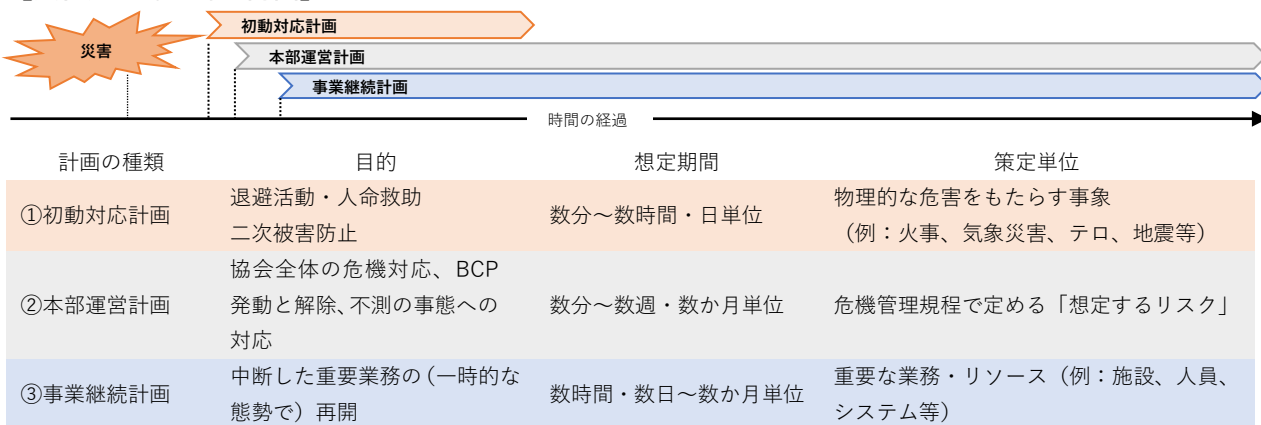 初動対応計画
災害
本部運営計画
事業継続計画
時間の経過
計画の種類 目的 想定期間 策定単位
①初動対応計画
退避活動・人命救助
二次被害防止
数分～数時間・日単位
物理的な危害をもたらす事象
（例：火事、気象災害、テロ、地震等）
②本部運営計画
協会全体の危機対応、BCP
発動と解除、不測の事態への
対応
数分～数週・数か月単位
危機管理規程で定める「想定するリスク」
③事業継続計画
中断した重要業務の（一時的な
態勢で）再開
数時間・数日～数か月単位
重要な業務・リソース（例：施設、人員、
システム等）